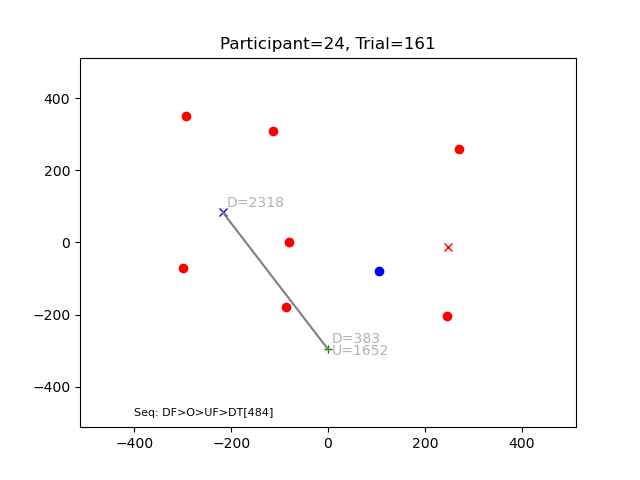 Participant=24, Trial=161
400
200
0
−200
−400
D=2318
D=383
U=1652
Seq: DF>O>UF>DT[484]
−400 −200 0 200 400